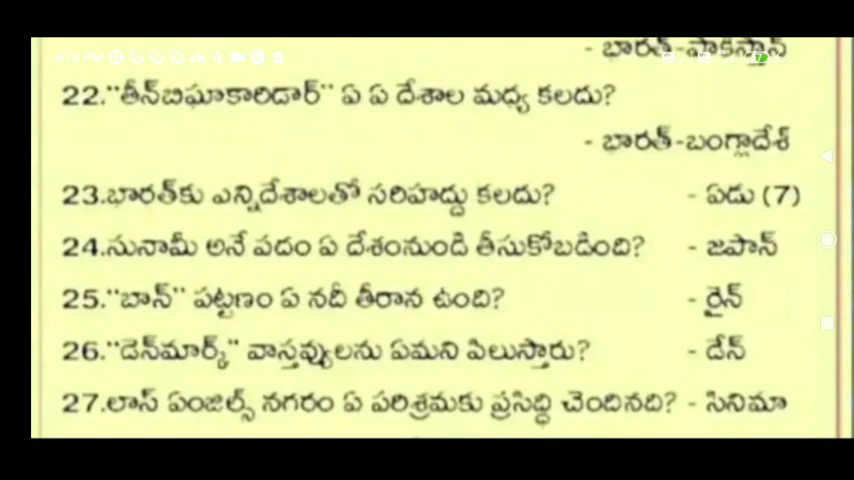 - భారత్-పాకిస్తాన్
22."తీన్‌బిఘాకారిడార్" ఏ ఏ దేశాల మధ్య కలదు?
- భారత్-బంగ్లాదేశ్
23.భారత్‌కు ఎన్నిదేశాలతో సరిహద్దు కలదు? - ఏడు (7)
24.సునామీ అనే పదం ఏ దేశంనుండి తీసుకోబడింది? - జపాన్
25."బాన్" పట్టణం ఏ నదీ తీరాన ఉంది? - రైన్
26."డెన్‌మార్క్" వాస్తవ్యులను ఏమని పిలుస్తారు? - డేన్
27.లాస్ ఏంజిల్స్ నగరం ఏ పరిశ్రమకు ప్రసిద్ధి చెందినది? - సినిమా